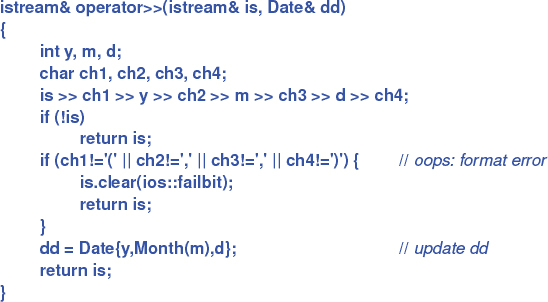 istream& operator>>(istream& is, Date& dd)
{
int y, m, d;
char ch1, ch2, ch3, ch4;
is >> ch1 >> y >> ch2 >> m >> ch3 >> d >> ch4;
if (!is)
return is;
if (ch1!='(' || ch2!=',' || ch3!=',' || ch4!=')') { // oops: format error
is.clear(ios::failbit);
return is;
}
dd = Date{y,Month(m),d}; // update dd
return is;
}